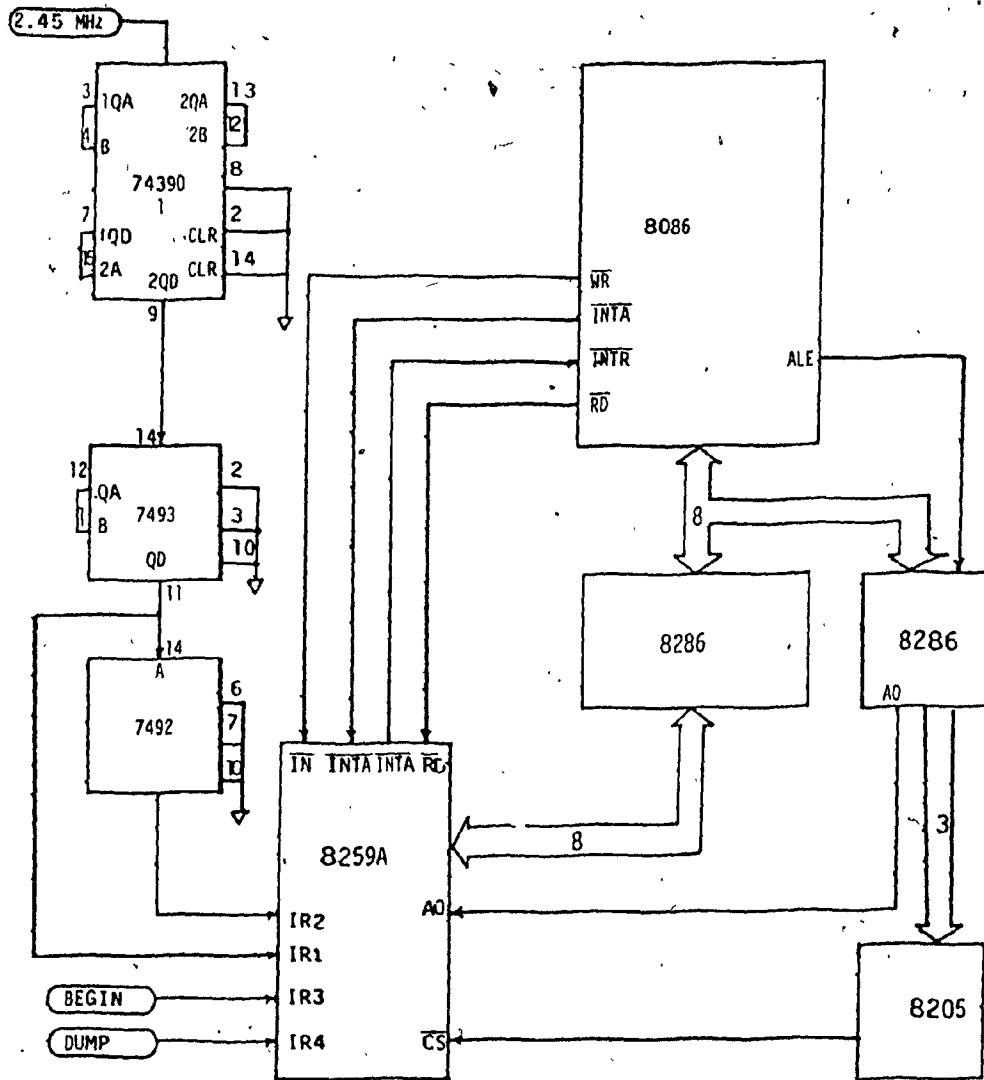 2.45 MHz
3
1QA
2QA
13
4
B
2B
12
8
74390
1
7
1QD
CLR
2
15
2A
CLR
14
2QD
9
14
12
QA
2
1
B
7493
3
10
QD
11
14
A
6
7492
7
10
8086
WR
INTA
INTR
RD
ALE
8
8286
8286
A0
IN INTA INTA RD
8259A
8
3
A0
IR2
IR1
BEGIN
IR3
DUMP
IR4
CS
8205